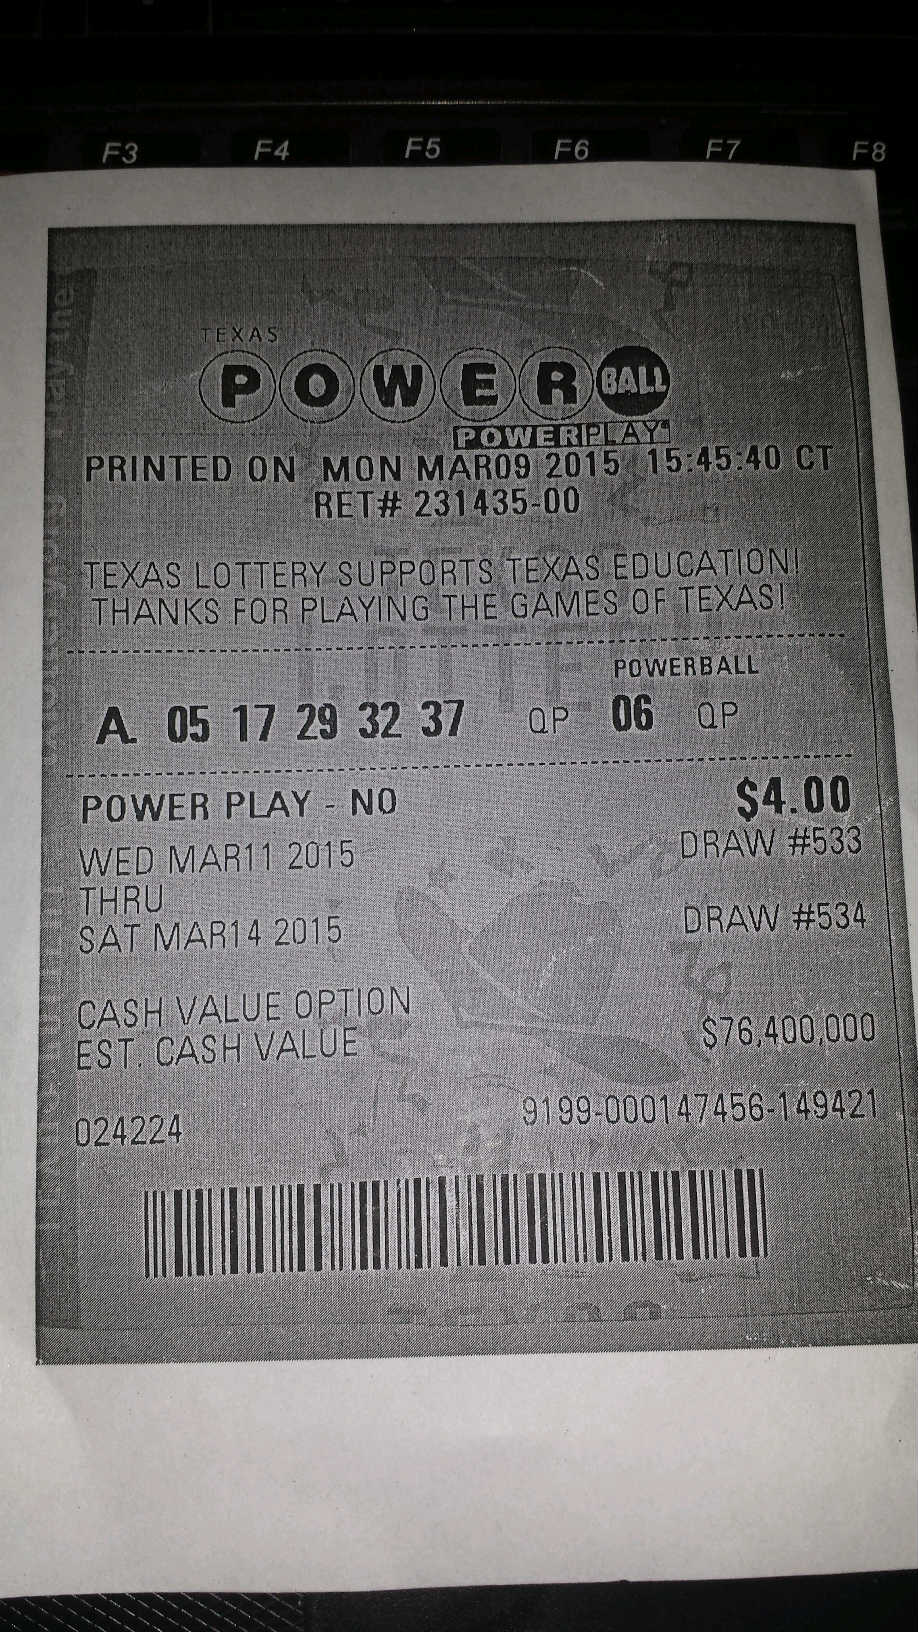 F3 F4 F5 F6 F7 F8
TEXAS
POWER BALL
POWERPLAY
PRINTED ON MON MAR09 2015 15:45:40 CT
RET# 231435-00
TEXAS LOTTERY SUPPORTS TEXAS EDUCATION!
THANKS FOR PLAYING THE GAMES OF TEXAS!
POWERBALL
A. 05 17 29 32 37 QP 06 QP
POWER PLAY - NO $4.00
WED MAR11 2015 DRAW #533
THRU
SAT MAR14 2015 DRAW #534
CASH VALUE OPTION
EST. CASH VALUE $76,400,000
024224 9199-000147456-149421